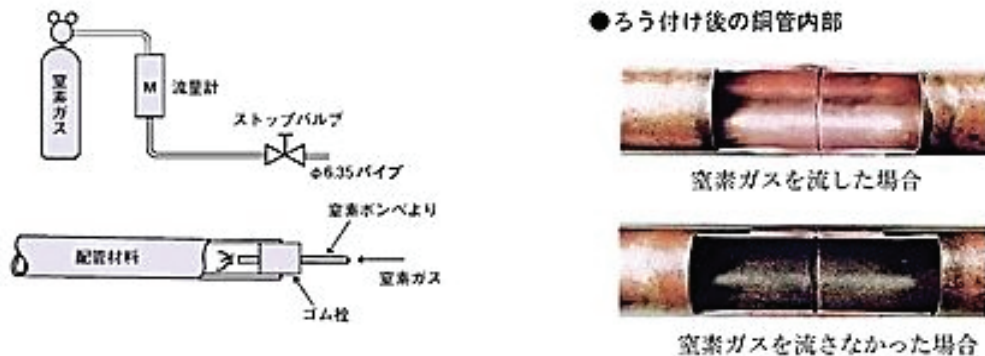 窒素ガス
M
流量計
ストップバルブ
φ6.35パイプ
窒素ボンベより
配管材料
窒素ガス
ゴム栓
●ろう付け後の銅管内部
窒素ガスを流した場合
窒素ガスを流さなかった場合